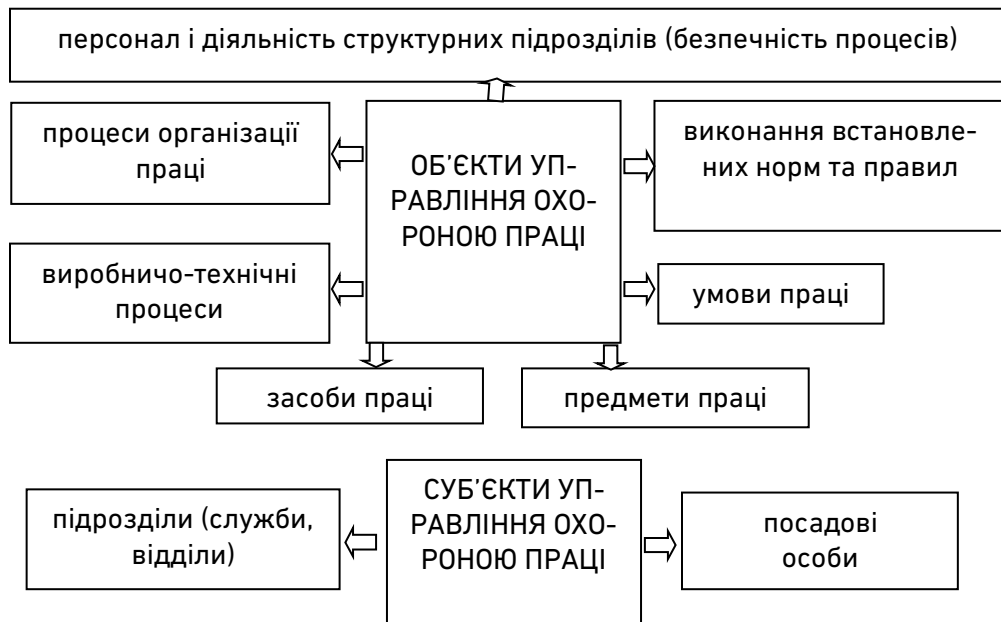 персонал і діяльність структурних підрозділів (безпечність процесів)
процеси організації
праці
ОБ’ЄКТИ УП-
РАВЛІННЯ ОХО-
РОНОЮ ПРАЦІ
виконання встановле-
них норм та правил
виробничо-технічні
процеси
умови праці
засоби праці
предмети праці
підрозділи (служби,
відділи)
СУБ’ЄКТИ УП-
РАВЛІННЯ ОХО-
РОНОЮ ПРАЦІ
посадові
особи